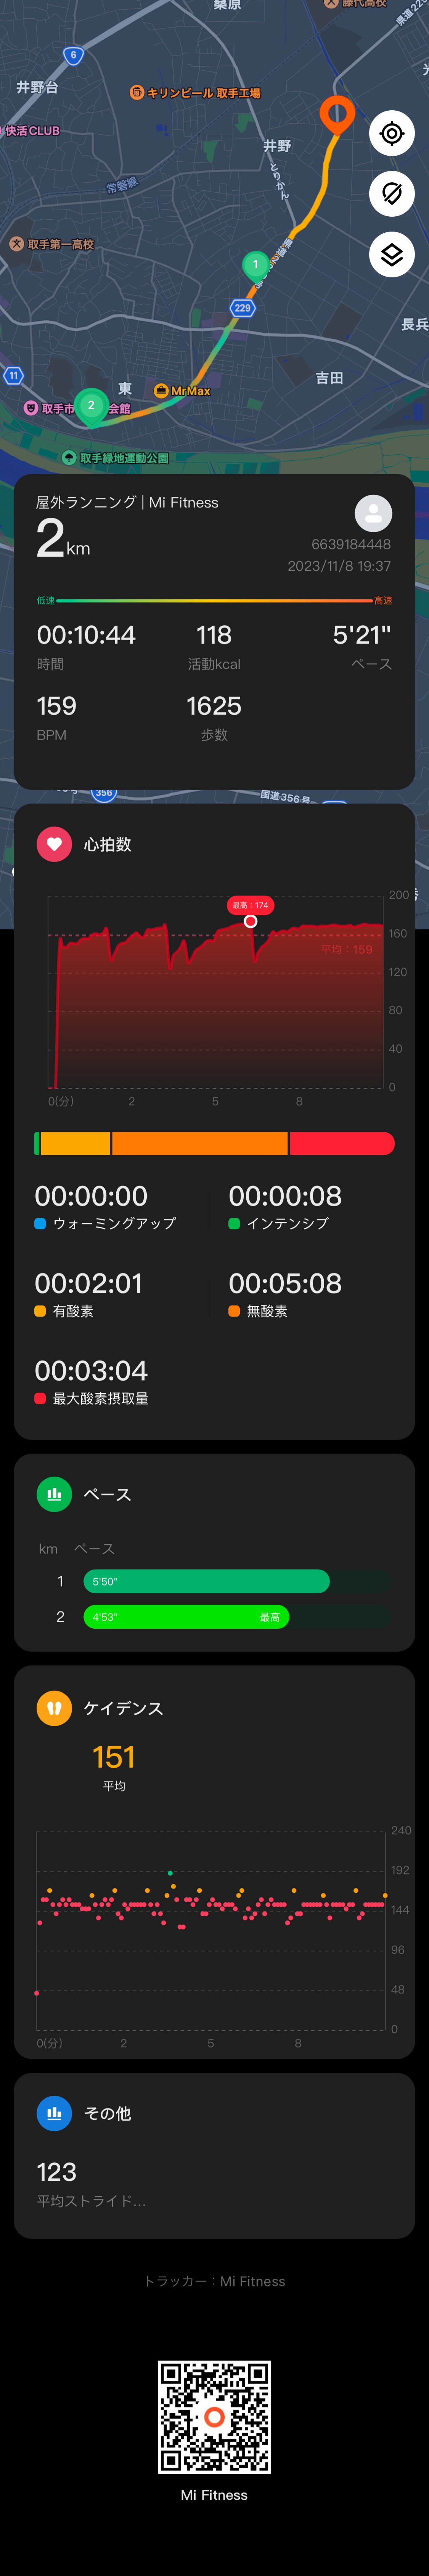 桑原
藤代高校
県道22
6
井野台
キリンビール 取手工場
快活CLUB
井野
とりかん
常磐線
取手第一高校
1
229
長兵
11
東
MrMax
吉田
2
取手市
会館
取手緑地運動公園
屋外ランニング | Mi Fitness
2km
6639184448
2023/11/8 19:37
低速
高速
00:10:44
118
5'21"
時間
活動kcal
ペース
159
1625
BPM
歩数
356
国道356号
心拍数
最高:174
200
160
平均:159
120
80
40
0
0(分)
2
5
8
00:00:00
00:00:08
ウォーミングアップ
インテンシブ
00:02:01
00:05:08
有酸素
無酸素
00:03:04
最大酸素摂取量
ペース
km ペース
1 5'50"
2 4'53" 最高
ケイデンス
151
平均
240
192
144
96
48
0
0(分)
2
5
8
その他
123
平均ストライド...
トラッカー:Mi Fitness
Mi Fitness